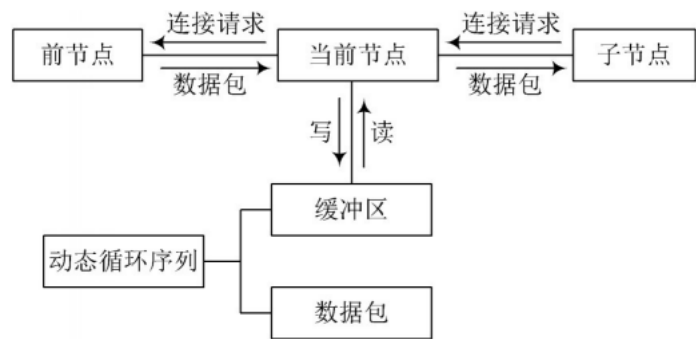 连接请求
连接请求
前节点
当前节点
子节点
数据包
数据包
写
读
缓冲区
动态循环序列
数据包